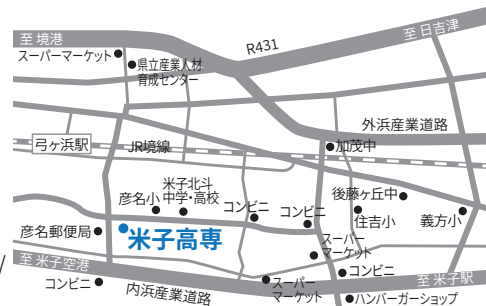 至 境港
R431
至 日吉津
スーパーマーケット
県立産業人材
育成センター
外浜産業道路
弓ヶ浜駅
JR境線
加茂中
米子北斗
中学・高校
彦名小
コンビニ
コンビニ
後藤ヶ丘中
住吉小
義方小
彦名郵便局
米子高専
スーパー
マーケット
至 米子空港
コンビニ
内浜産業道路
スーパー
マーケット
コンビニ
至 米子駅
ハンバーガーショップ